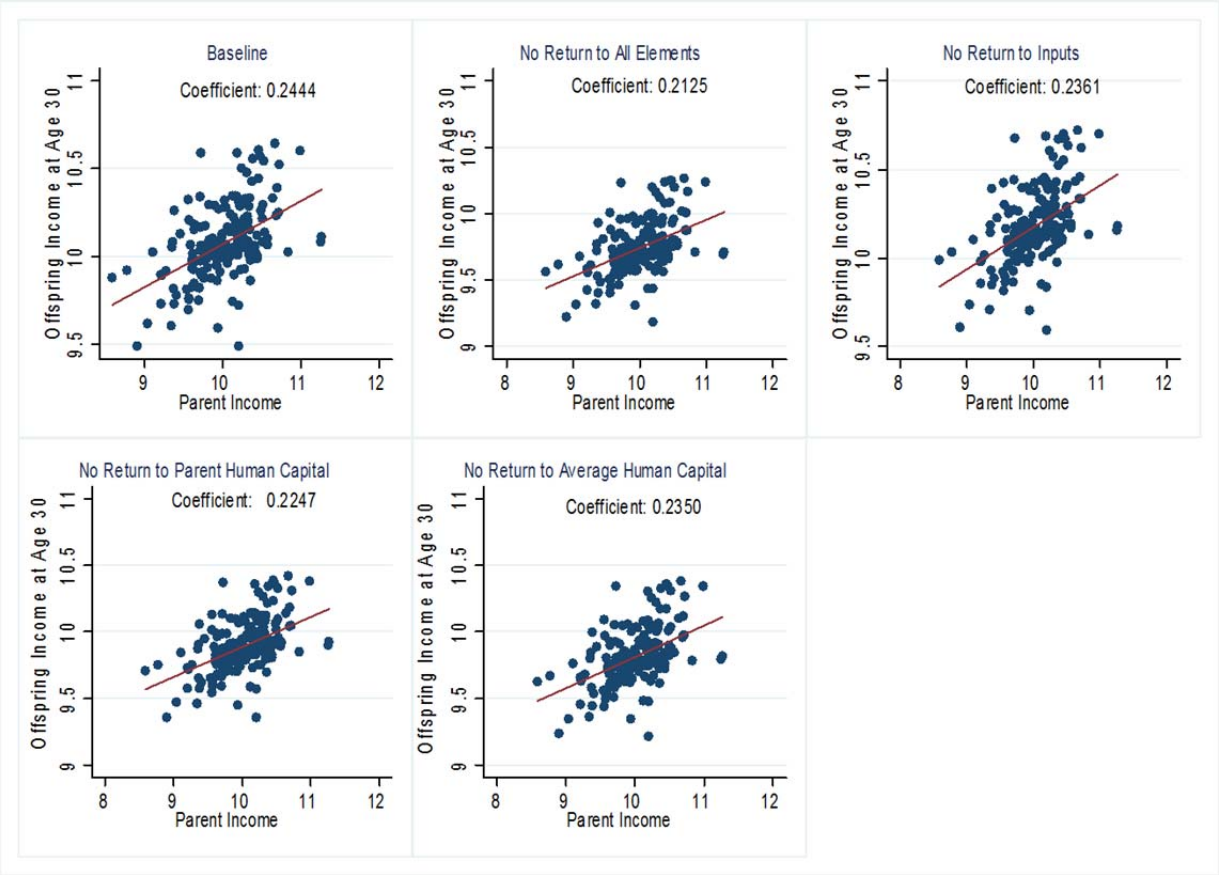 Baseline
Coefficient: 0.2444
Offspring Income at Age 30
11
10.5
10
9.5
9 10 11 12
Parent Income
No Return to All Elements
Coefficient: 0.2125
Offspring Income at Age 30
11
10.5
10
9.5
9
8 9 10 11 12
Parent Income
No Return to Inputs
Coefficient: 0.2361
Offspring Income at Age 30
11
10.5
10
9.5
8 9 10 11 12
Parent Income
No Return to Parent Human Capital
Coefficient: 0.2247
Offspring Income at Age 30
11
10.5
10
9.5
9
8 9 10 11 12
Parent Income
No Return to Average Human Capital
Coefficient: 0.2350
Offspring Income at Age 30
11
10.5
10
9.5
9
8 9 10 11 12
Parent Income